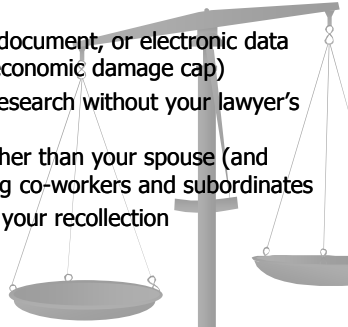 document, or electronic data
economic damage cap)
esearch without your lawyer’s
her than your spouse (and
g co-workers and subordinates
your recollection